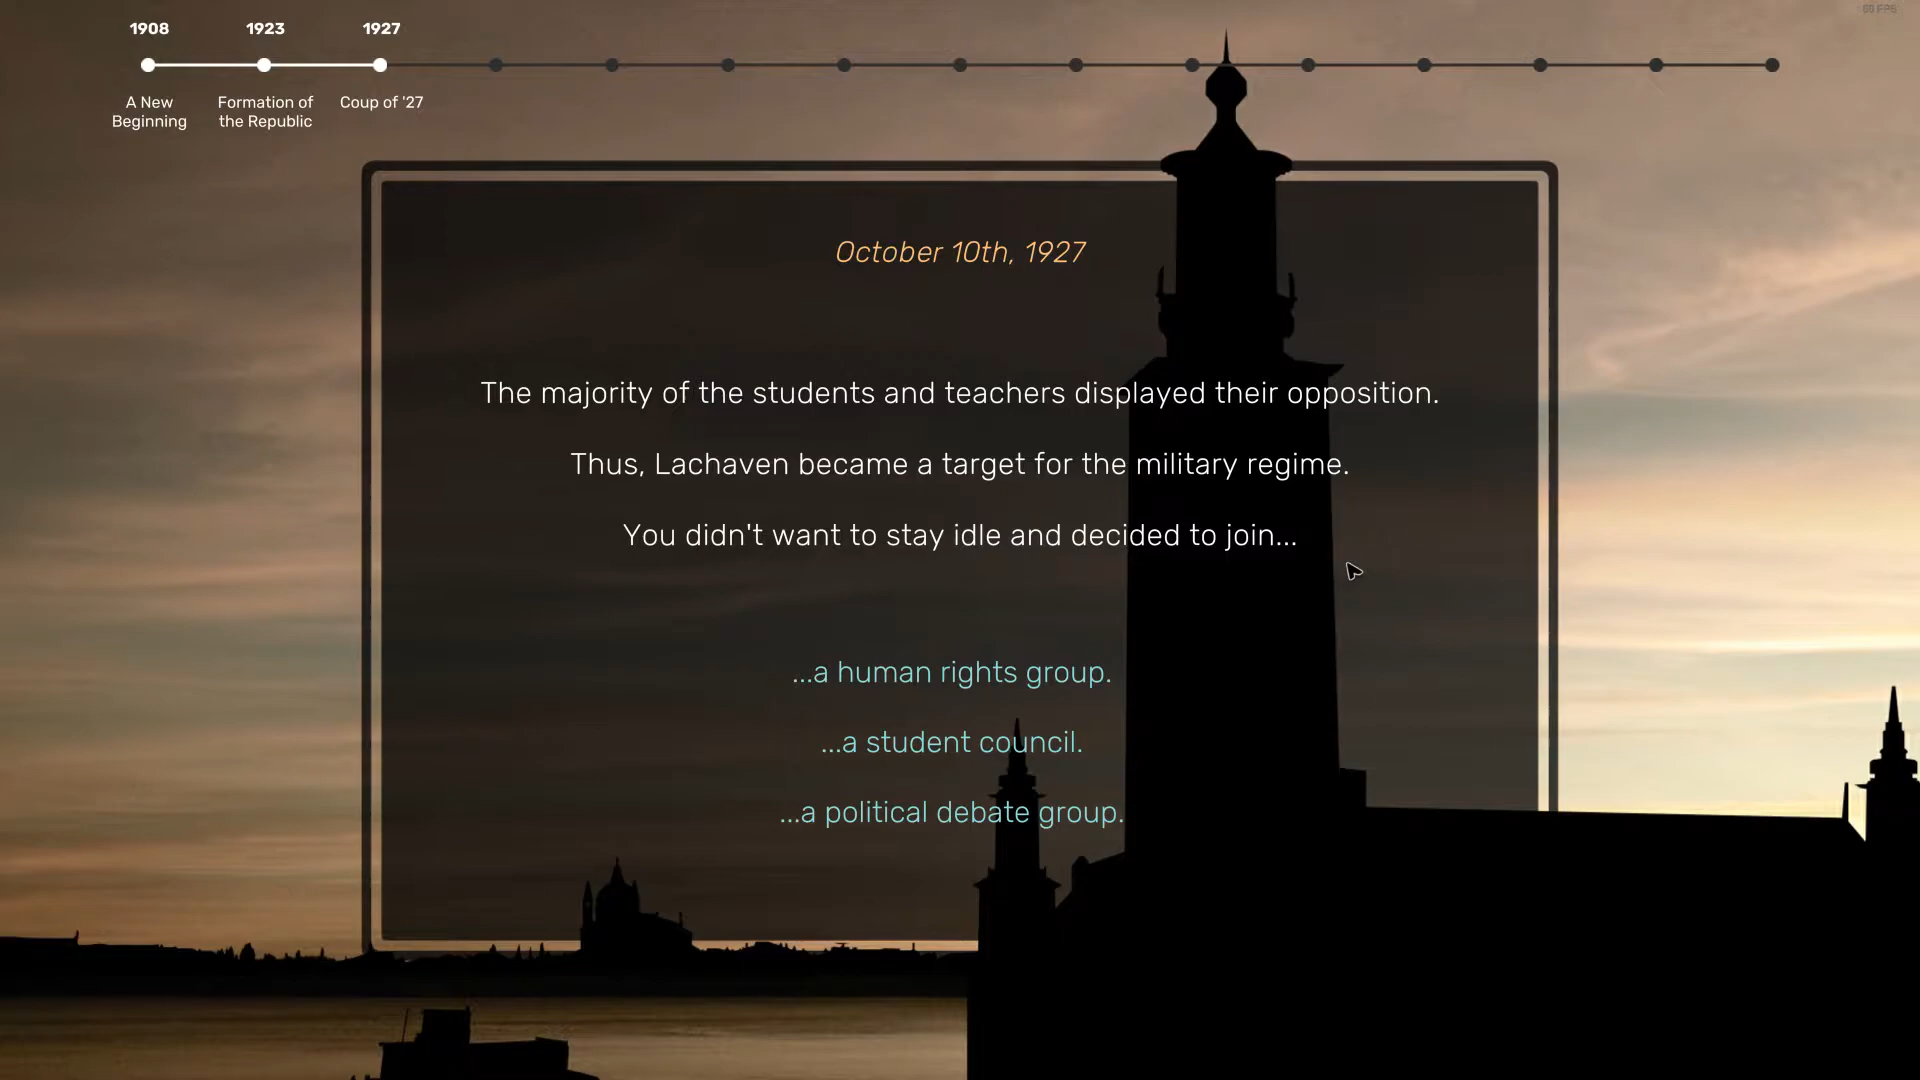 60 FPS
1908
1923
1927
A New
Beginning
Formation of
the Republic
Coup of '27
October 10th, 1927
The majority of the students and teachers displayed their opposition.
Thus, Lachaven became a target for the military regime.
You didn't want to stay idle and decided to join...
...a human rights group.
...a student council.
...a political debate group.